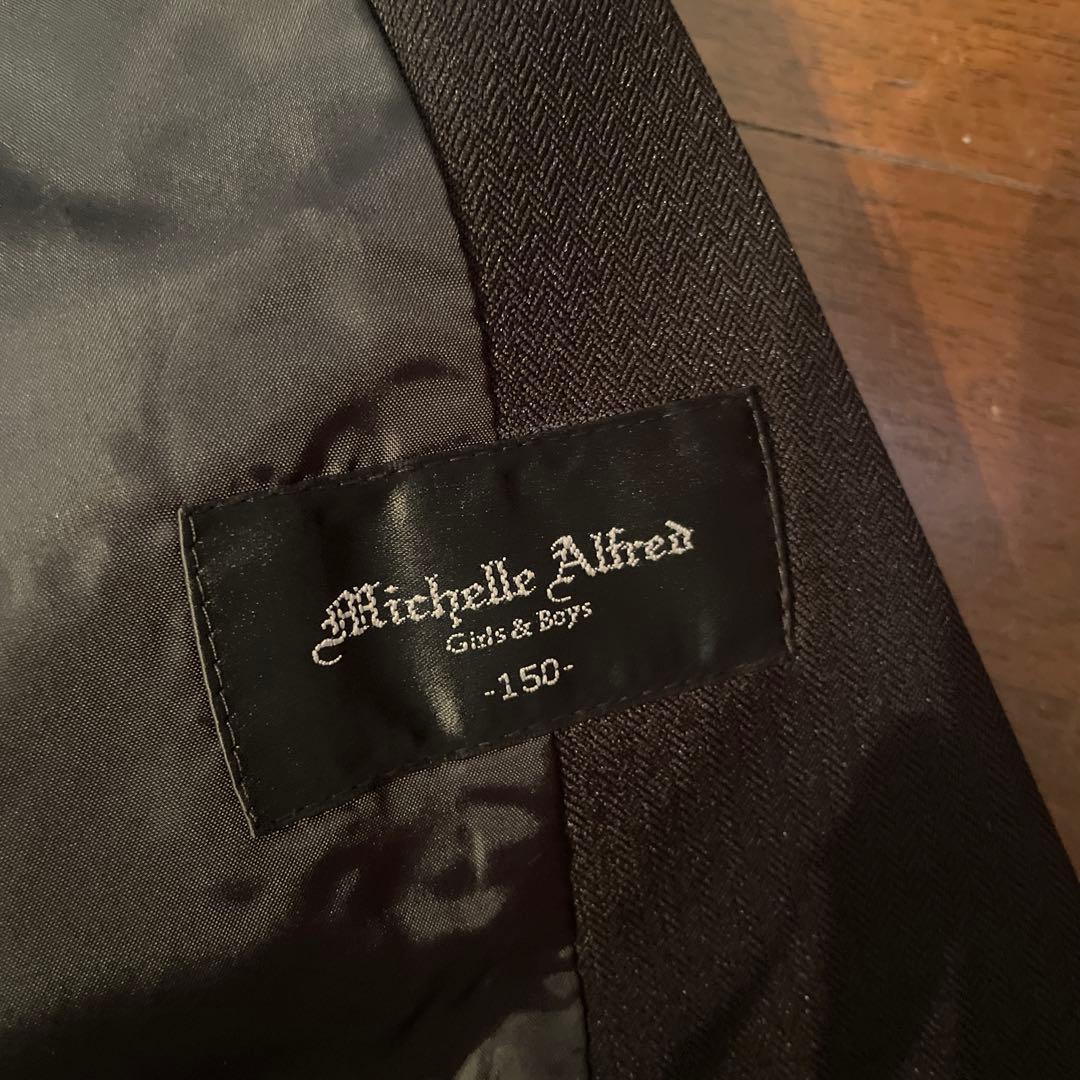 Michelle Alfred
Girls & Boys
-150-